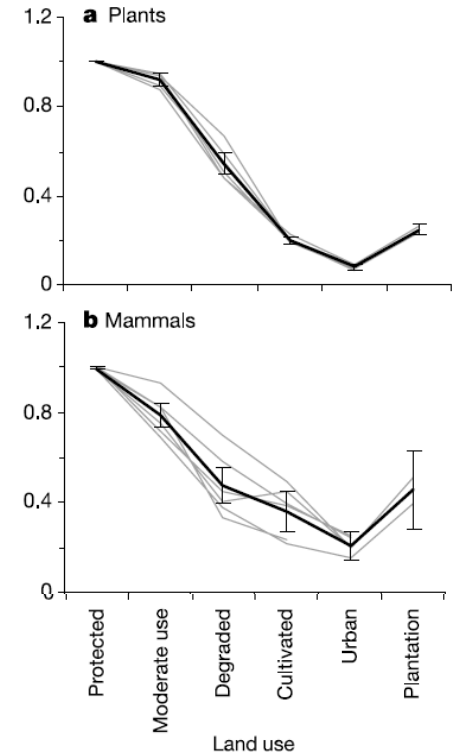 a Plants
1.2
0.8
0.4
0
b Mammals
1.2
0.8
0.4
0
Protected
Moderate use
Degraded
Cultivated
Urban
Plantation
Land use